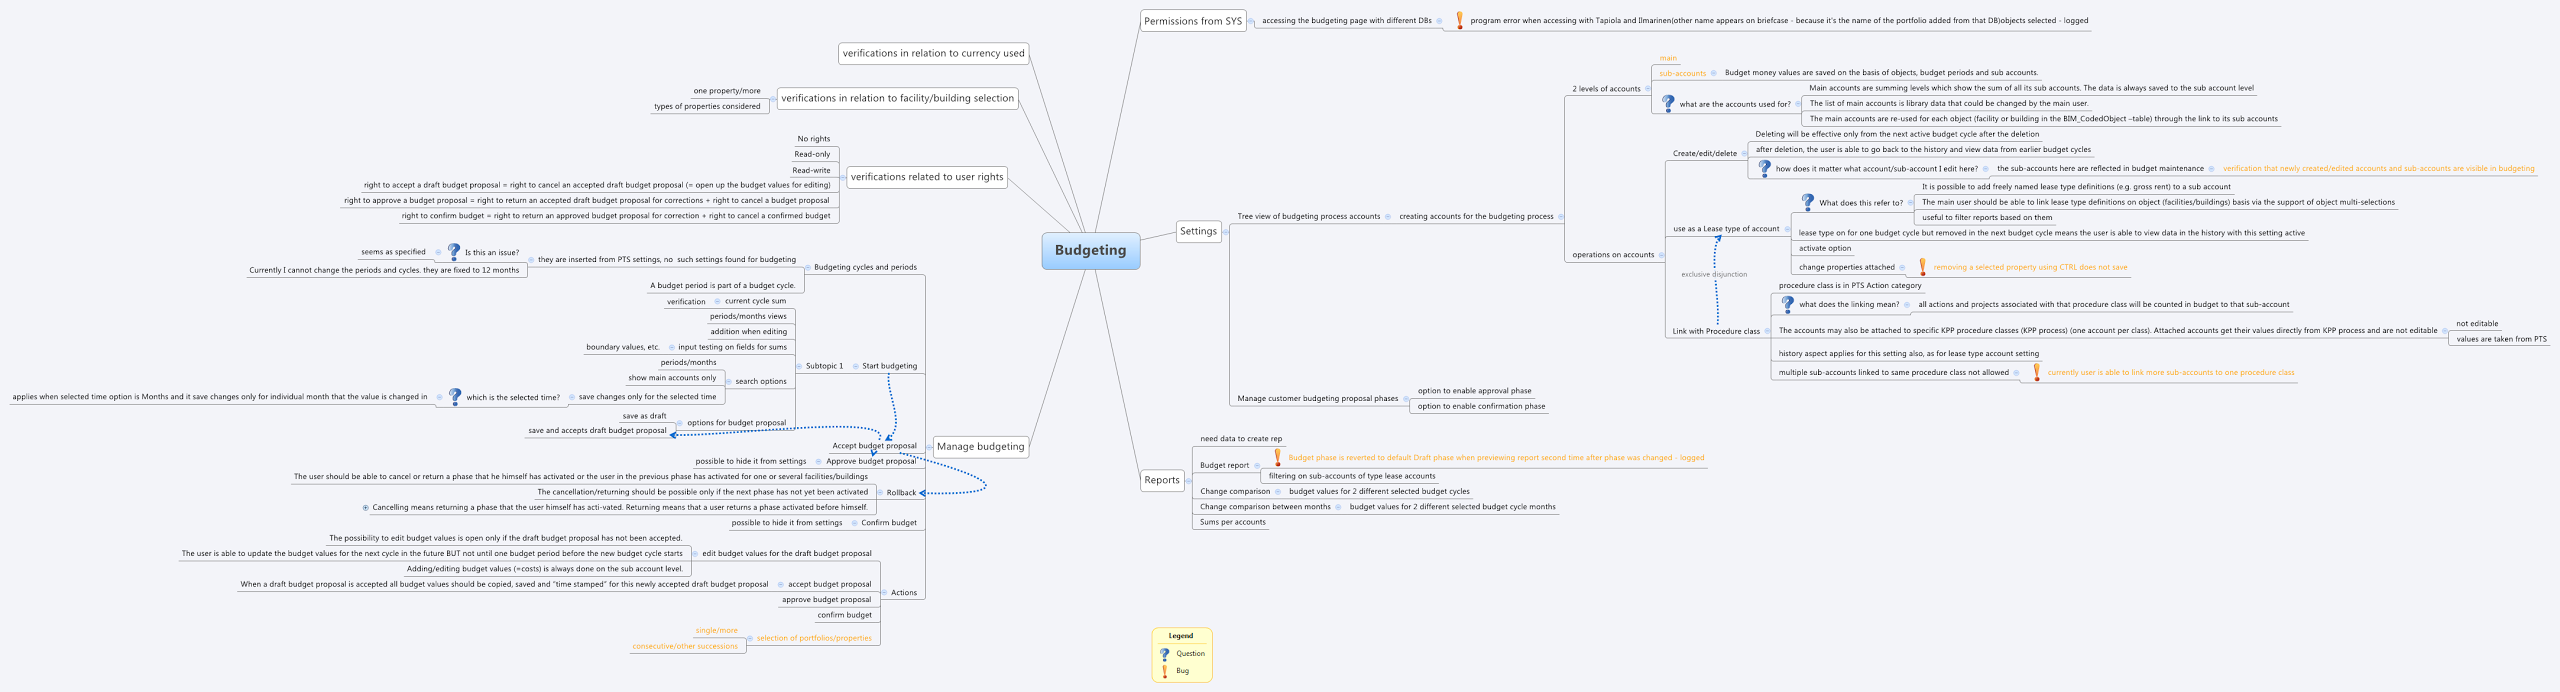 Budgeting
Permissions from SYS
accessing the budgeting page with different DBs
program error when accessing with Tapiola and Ilmarinen(other name appears on briefcase - because it's the name of the portfolio added from that DB)objects selected - logged
Settings
Tree view of budgeting process accounts
creating accounts for the budgeting process
2 levels of accounts
main
sub-accounts
Budget money values are saved on the basis of objects, budget periods and sub accounts.
what are the accounts used for?
Main accounts are summing levels which show the sum of all its sub accounts. The data is always saved to the sub account level
The list of main accounts is library data that could be changed by the main user.
The main accounts are re-used for each object (facility or building in the BIM_CodedObject –table) through the link to its sub accounts
operations on accounts
Create/edit/delete
Deleting will be effective only from the next active budget cycle after the deletion
after deletion, the user is able to go back to the history and view data from earlier budget cycles
how does it matter what account/sub-account I edit here?
the sub-accounts here are reflected in budget maintenance
verification that newly created/edited accounts and sub-accounts are visible in budgeting
use as a Lease type of account
What does this refer to?
It is possible to add freely named lease type definitions (e.g. gross rent) to a sub account
The main user should be able to link lease type definitions on object (facilities/buildings) basis via the support of object multi-selections
useful to filter reports based on them
lease type on for one budget cycle but removed in the next budget cycle means the user is able to view data in the history with this setting active
activate option
change properties attached
removing a selected property using CTRL does not save
exclusive disjunction
Link with Procedure class
procedure class is in PTS Action category
what does the linking mean?
all actions and projects associated with that procedure class will be counted in budget to that sub-account
The accounts may also be attached to specific KPP procedure classes (KPP process) (one account per class). Attached accounts get their values directly from KPP process and are not editable
not editable
values are taken from PTS
history aspect applies for this setting also, as for lease type account setting
multiple sub-accounts linked to same procedure class not allowed
currently user is able to link more sub-accounts to one procedure class
Manage customer budgeting proposal phases
option to enable approval phase
option to enable confirmation phase
Reports
need data to create rep
Budget report
Budget phase is reverted to default Draft phase when previewing report second time after phase was changed - logged
filtering on sub-accounts of type lease accounts
Change comparison
budget values for 2 different selected budget cycles
Change comparison between months
budget values for 2 different selected budget cycle months
Sums per accounts
verifications in relation to currency used
verifications in relation to facility/building selection
one property/more
types of properties considered
verifications related to user rights
No rights
Read-only
Read-write
right to accept a draft budget proposal = right to cancel an accepted draft budget proposal (= open up the budget values for editing)
right to approve a budget proposal = right to return an accepted draft budget proposal for corrections + right to cancel a budget proposal
right to confirm budget = right to return an approved budget proposal for correction + right to cancel a confirmed budget
Manage budgeting
Budgeting cycles and periods
they are inserted from PTS settings, no  such settings found for budgeting
Is this an issue?
seems as specified
Currently I cannot change the periods and cycles. they are fixed to 12 months
A budget period is part of a budget cycle.
Start budgeting
Subtopic 1
current cycle sum
verification
periods/months views
addition when editing
input testing on fields for sums
boundary values, etc.
search options
periods/months
show main accounts only
save changes only for the selected time
which is the selected time?
applies when selected time option is Months and it save changes only for individual month that the value is changed in
options for budget proposal
save as draft
save and accepts draft budget proposal
Accept budget proposal
Approve budget proposal
possible to hide it from settings
Rollback
The user should be able to cancel or return a phase that he himself has activated or the user in the previous phase has activated for one or several facilities/buildings
The cancellation/returning should be possible only if the next phase has not yet been activated
Cancelling means returning a phase that the user himself has acti-vated. Returning means that a user returns a phase activated before himself.
Confirm budget
possible to hide it from settings
Actions
edit budget values for the draft budget proposal
The possibility to edit budget values is open only if the draft budget proposal has not been accepted.
The user is able to update the budget values for the next cycle in the future BUT not until one budget period before the new budget cycle starts
Adding/editing budget values (=costs) is always done on the sub account level.
accept budget proposal
When a draft budget proposal is accepted all budget values should be copied, saved and “time stamped” for this newly accepted draft budget proposal
approve budget proposal
confirm budget
selection of portfolios/properties
single/more
consecutive/other successions
Legend
Question
Bug